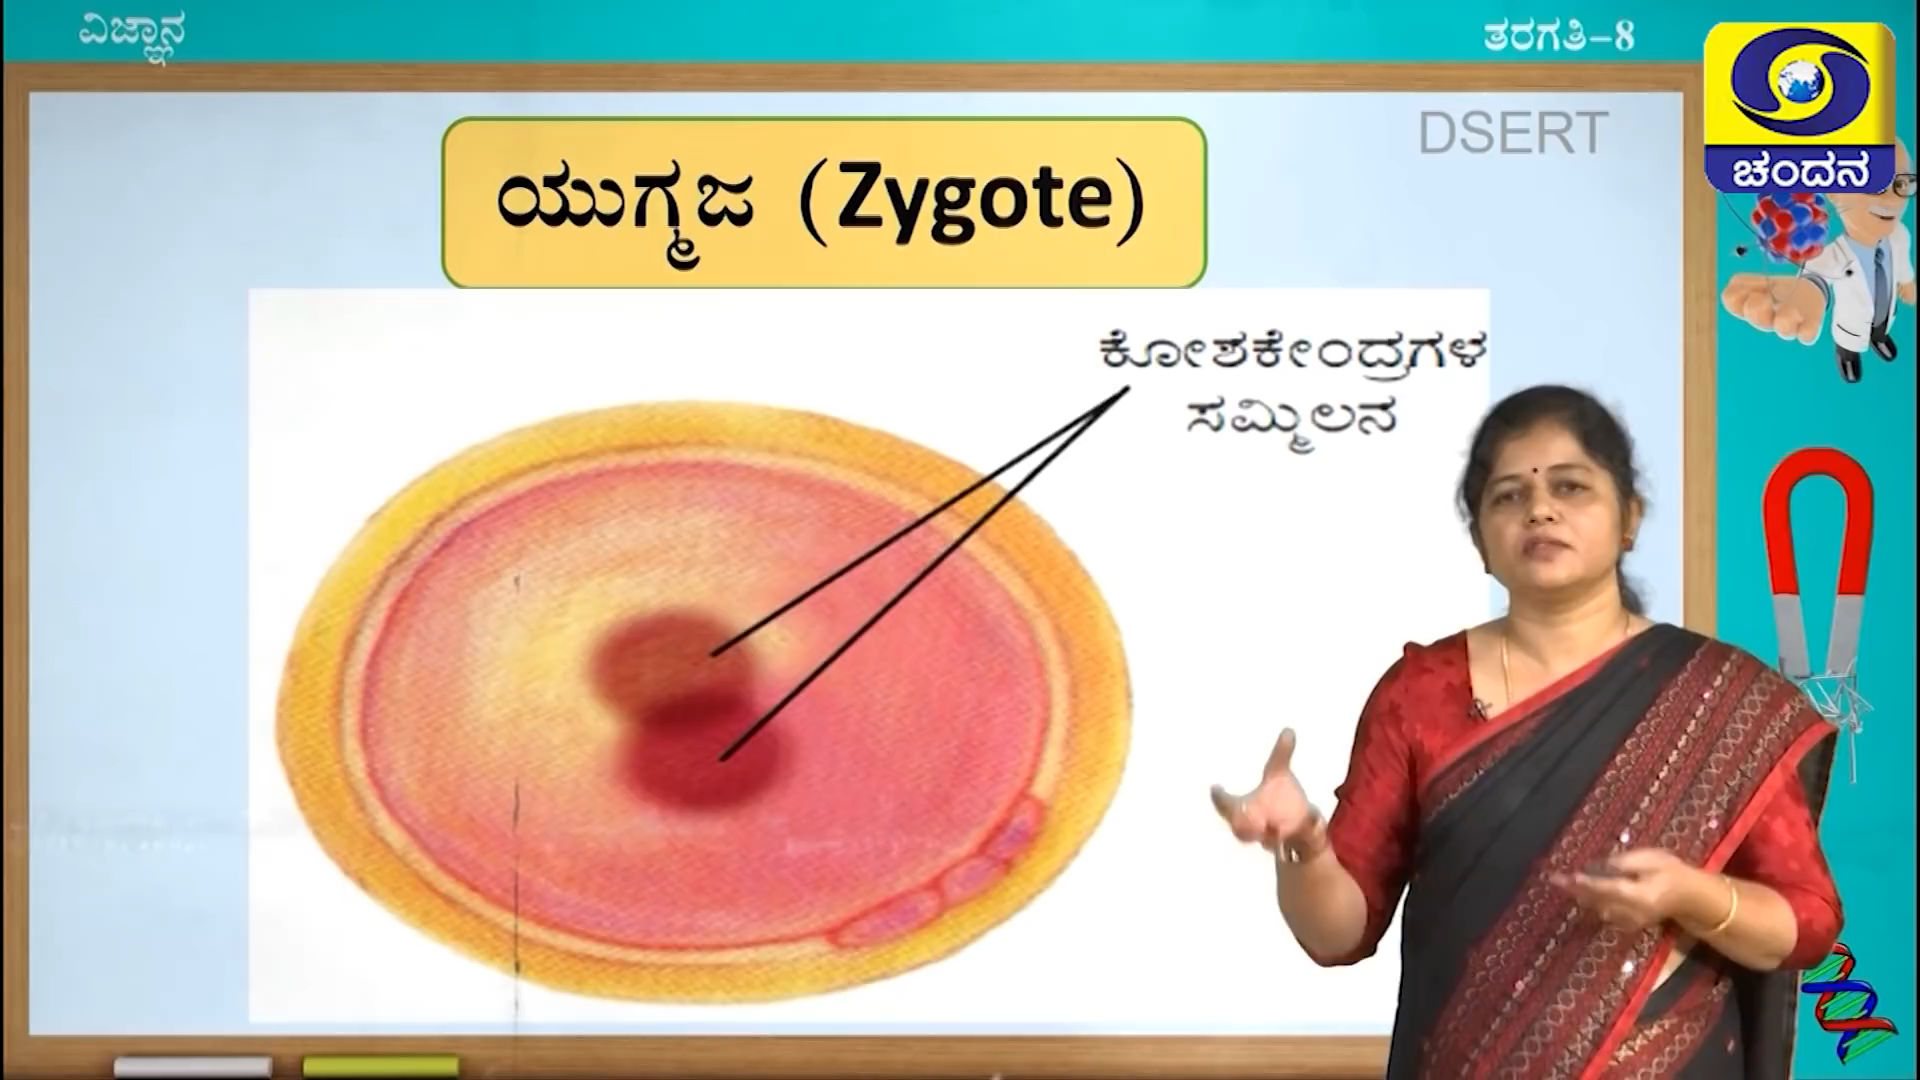 ವಿಜ್ಞಾನ
ತರಗತಿ-8
DSERT
ಚಂದನ
ಯುಗ್ಮಜ (Zygote)
ಕೋಶಕೇಂದ್ರಗಳ
ಸಮ್ಮಿಲನ